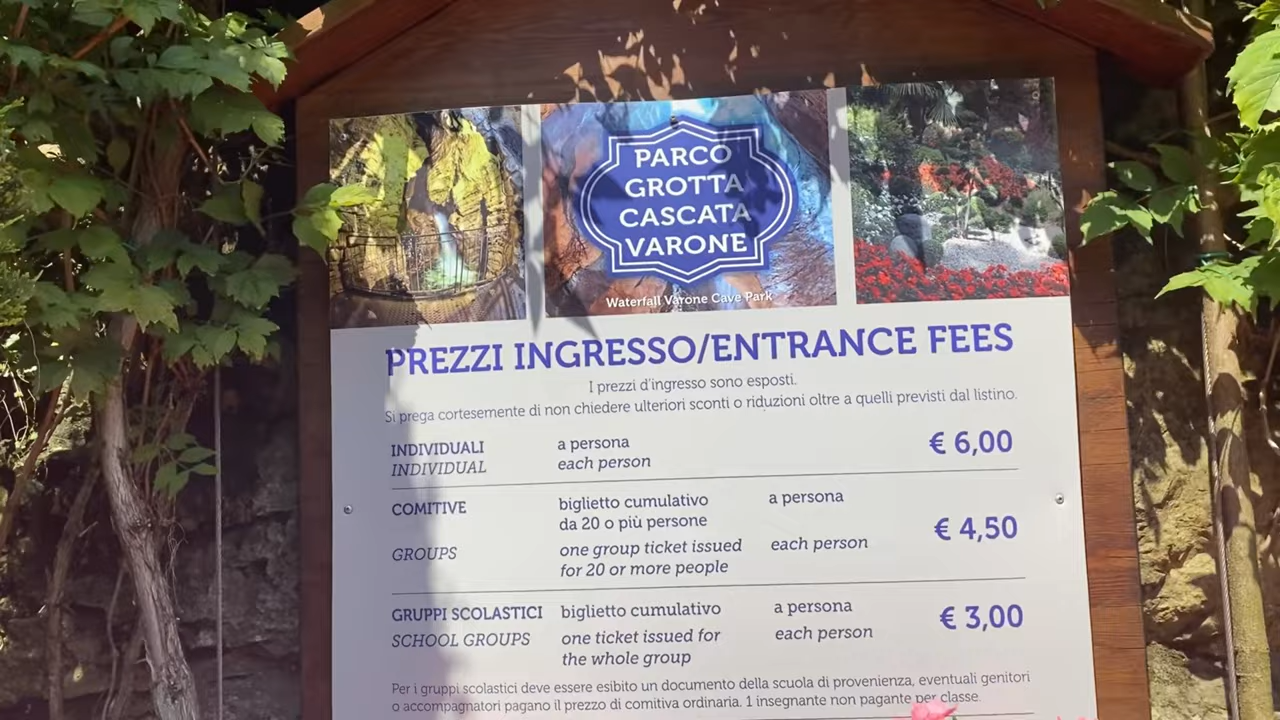 PARCO
GROTTA
CASCATA
VARONE
Waterfall Varone Cave Park
PREZZI INGRESSO/ENTRANCE FEES
I prezzi d'ingresso sono esposti.
Si prega cortesemente di non chiedere ulteriori sconti o riduzioni oltre a quelli previsti dal listino.
INDIVIDUALI a persona € 6,00
INDIVIDUAL each person
COMITIVE biglietto cumulativo a persona
da 20 o più persone
€ 4,50
GROUPS one group ticket issued each person
for 20 or more people
GRUPPI SCOLASTICI biglietto cumulativo a persona € 3,00
SCHOOL GROUPS one ticket issued for each person
the whole group
Per i gruppi scolastici deve essere esibito un documento della scuola di provenienza, eventuali genitori
o accompagnatori pagano il prezzo di comitiva ordinaria. 1 insegnante non pagante per classe.